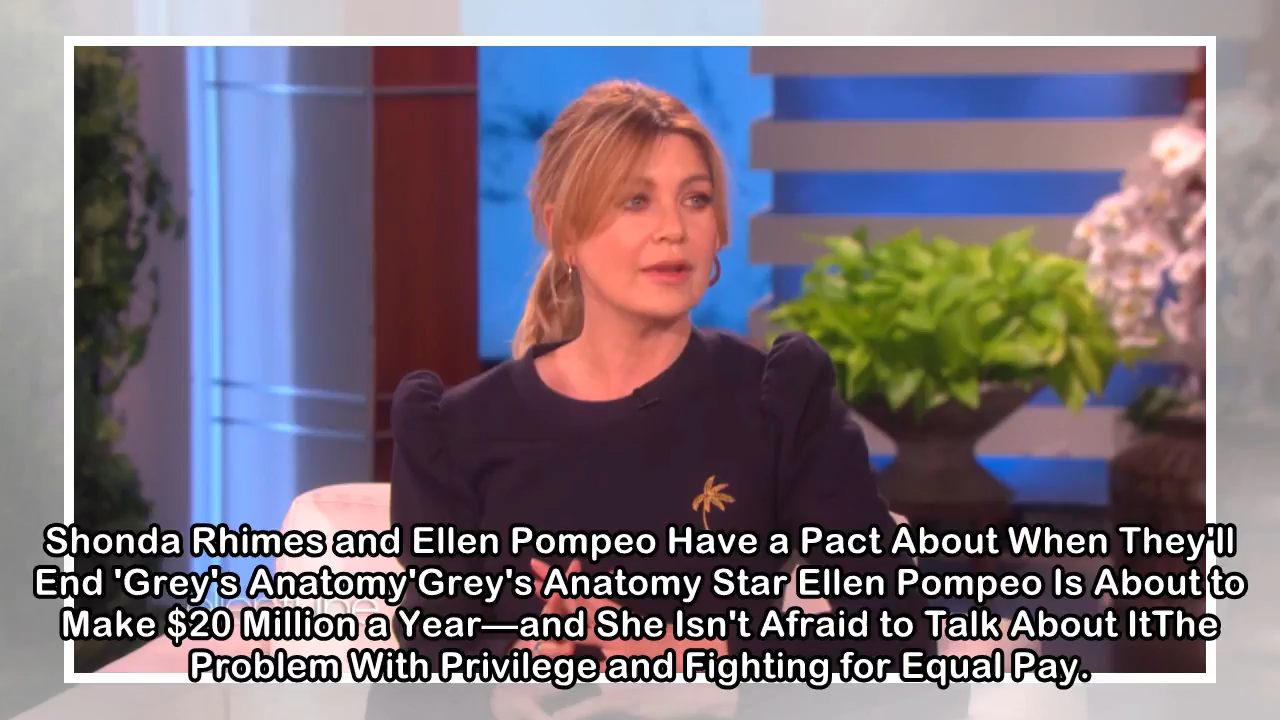 Shonda Rhimes and Ellen Pompeo Have a Pact About When They'll
End 'Grey's Anatomy'Grey's Anatomy Star Ellen Pompeo Is About to
Make $20 Million a Year—and She Isn't Afraid to Talk About ItThe
Problem With Privilege and Fighting for Equal Pay.